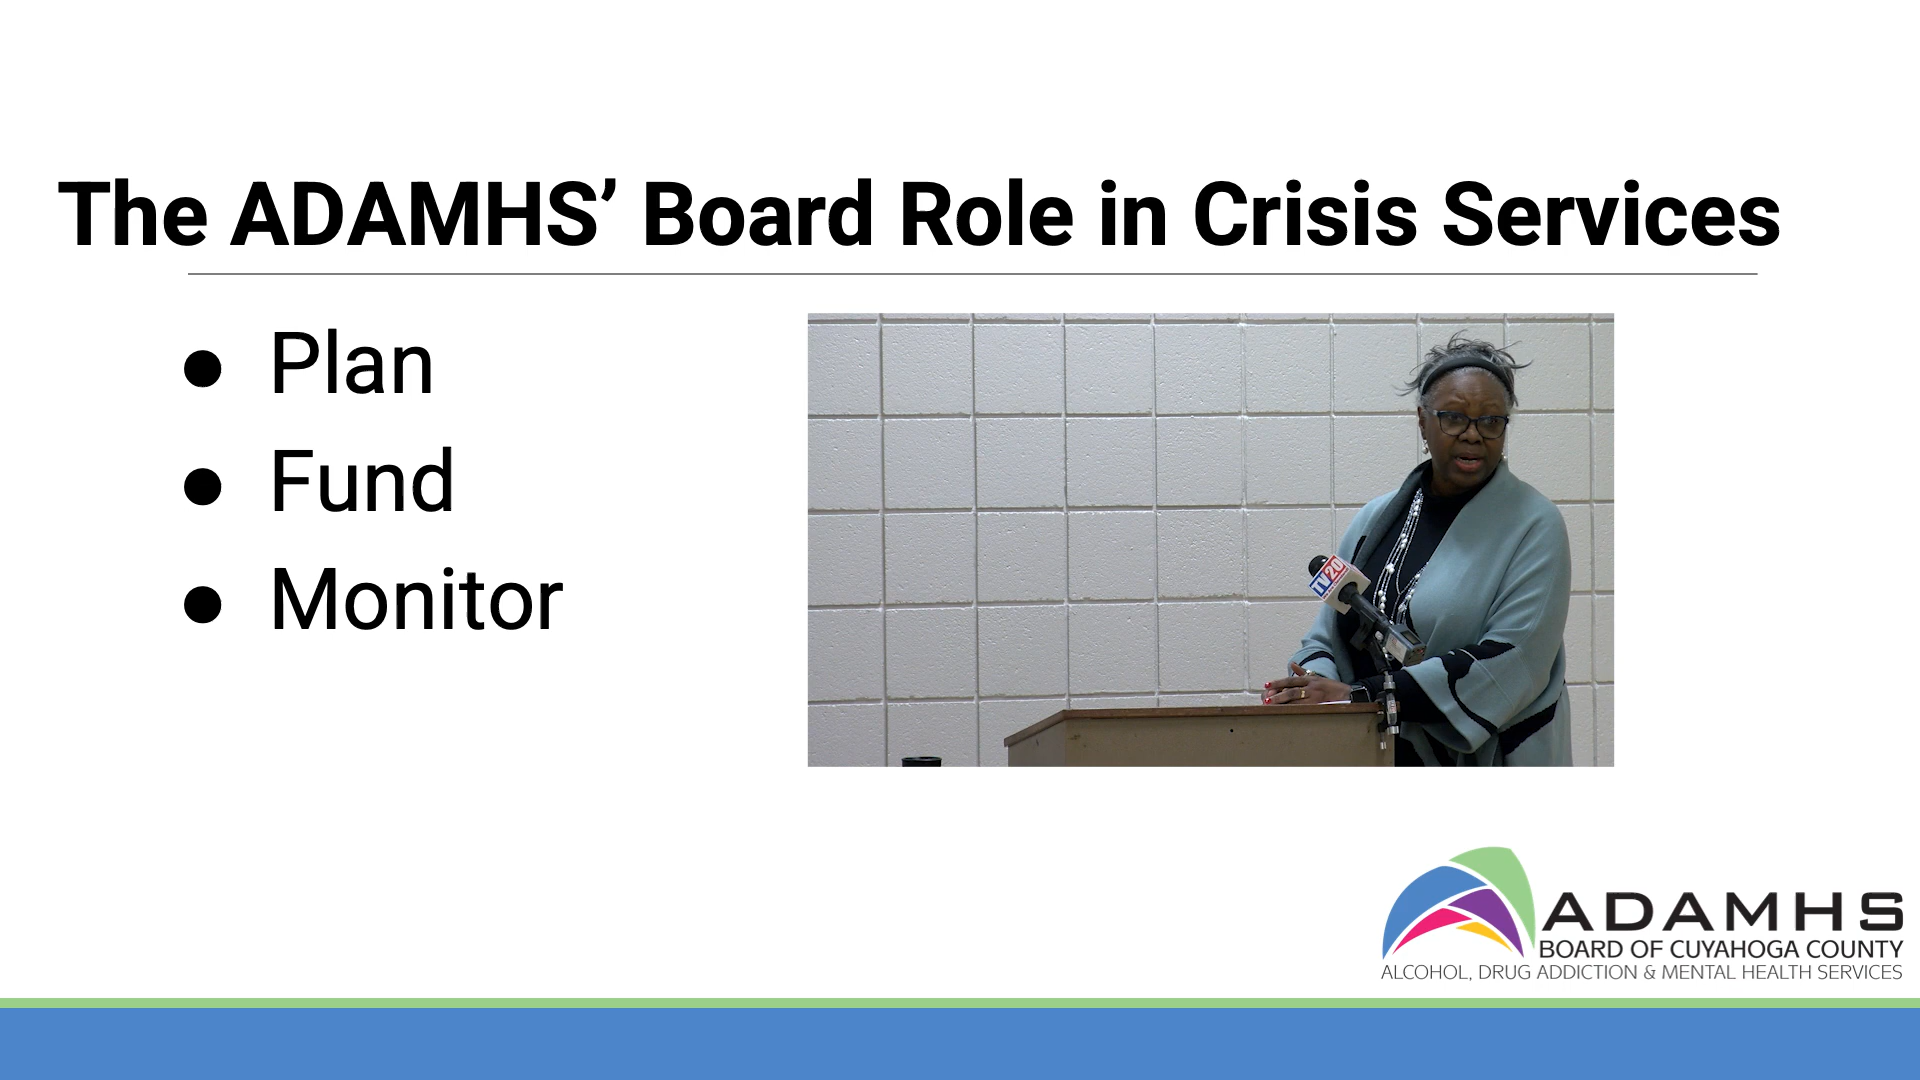 The ADAMHS’ Board Role in Crisis Services
● Plan
● Fund
● Monitor
TV20
ADAMHS
BOARD OF CUYAHOGA COUNTY
ALCOHOL, DRUG ADDICTION & MENTAL HEALTH SERVICES